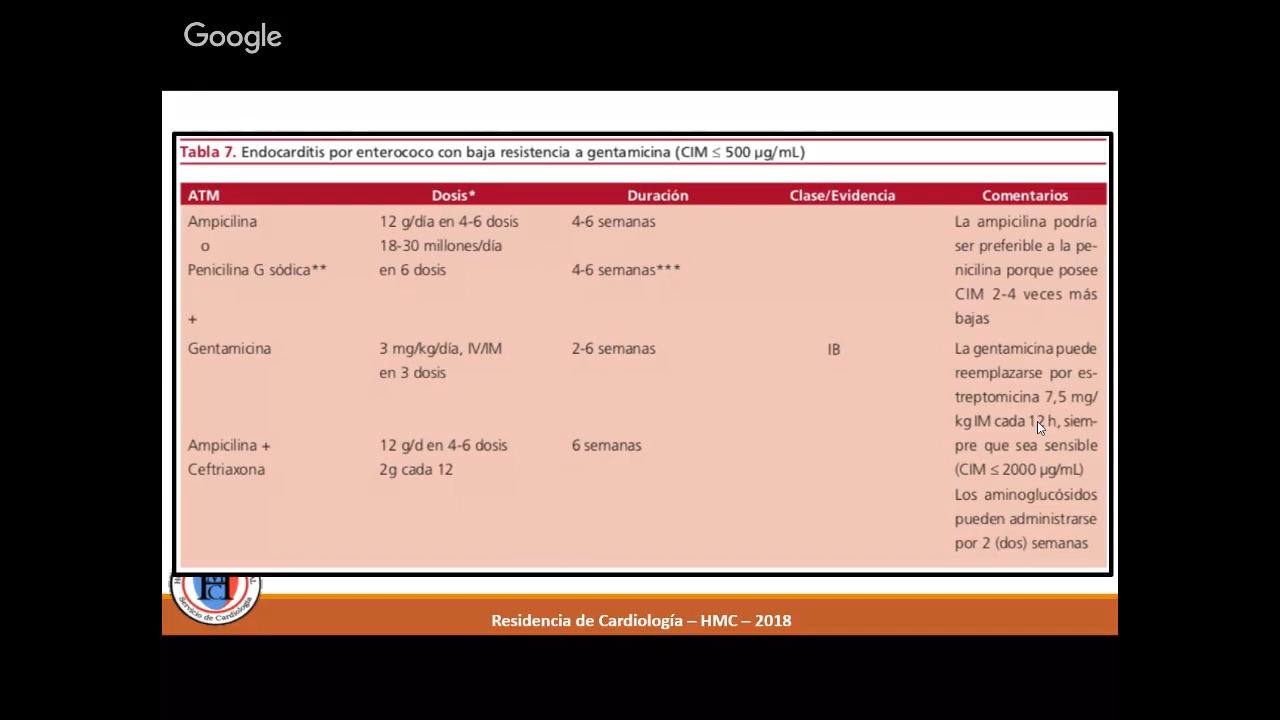 Google
Tabla 7. Endocarditis por enterococo con baja resistencia a gentamicina (CIM ≤ 500 µg/mL)
ATM Dosis* Duración Clase/Evidencia Comentarios
Ampicilina 12 g/día en 4-6 dosis 4-6 semanas La ampicilina podría
o 18-30 millones/día ser preferible a la pe-
Penicilina G sódica** en 6 dosis 4-6 semanas*** nicilina porque posee
CIM 2-4 veces más
+ bajas
Gentamicina 3 mg/kg/día, IV/IM 2-6 semanas IB La gentamicina puede
en 3 dosis reemplazarse por es-
treptomicina 7,5 mg/
kg IM cada 12 h, siem-
Ampicilina + 12 g/d en 4-6 dosis 6 semanas pre que sea sensible
Ceftriaxona 2g cada 12 (CIM ≤ 2000 µg/mL)
Los aminoglucósidos
pueden administrarse
por 2 (dos) semanas
Servicio de Cardiología
Residencia de Cardiología – HMC – 2018